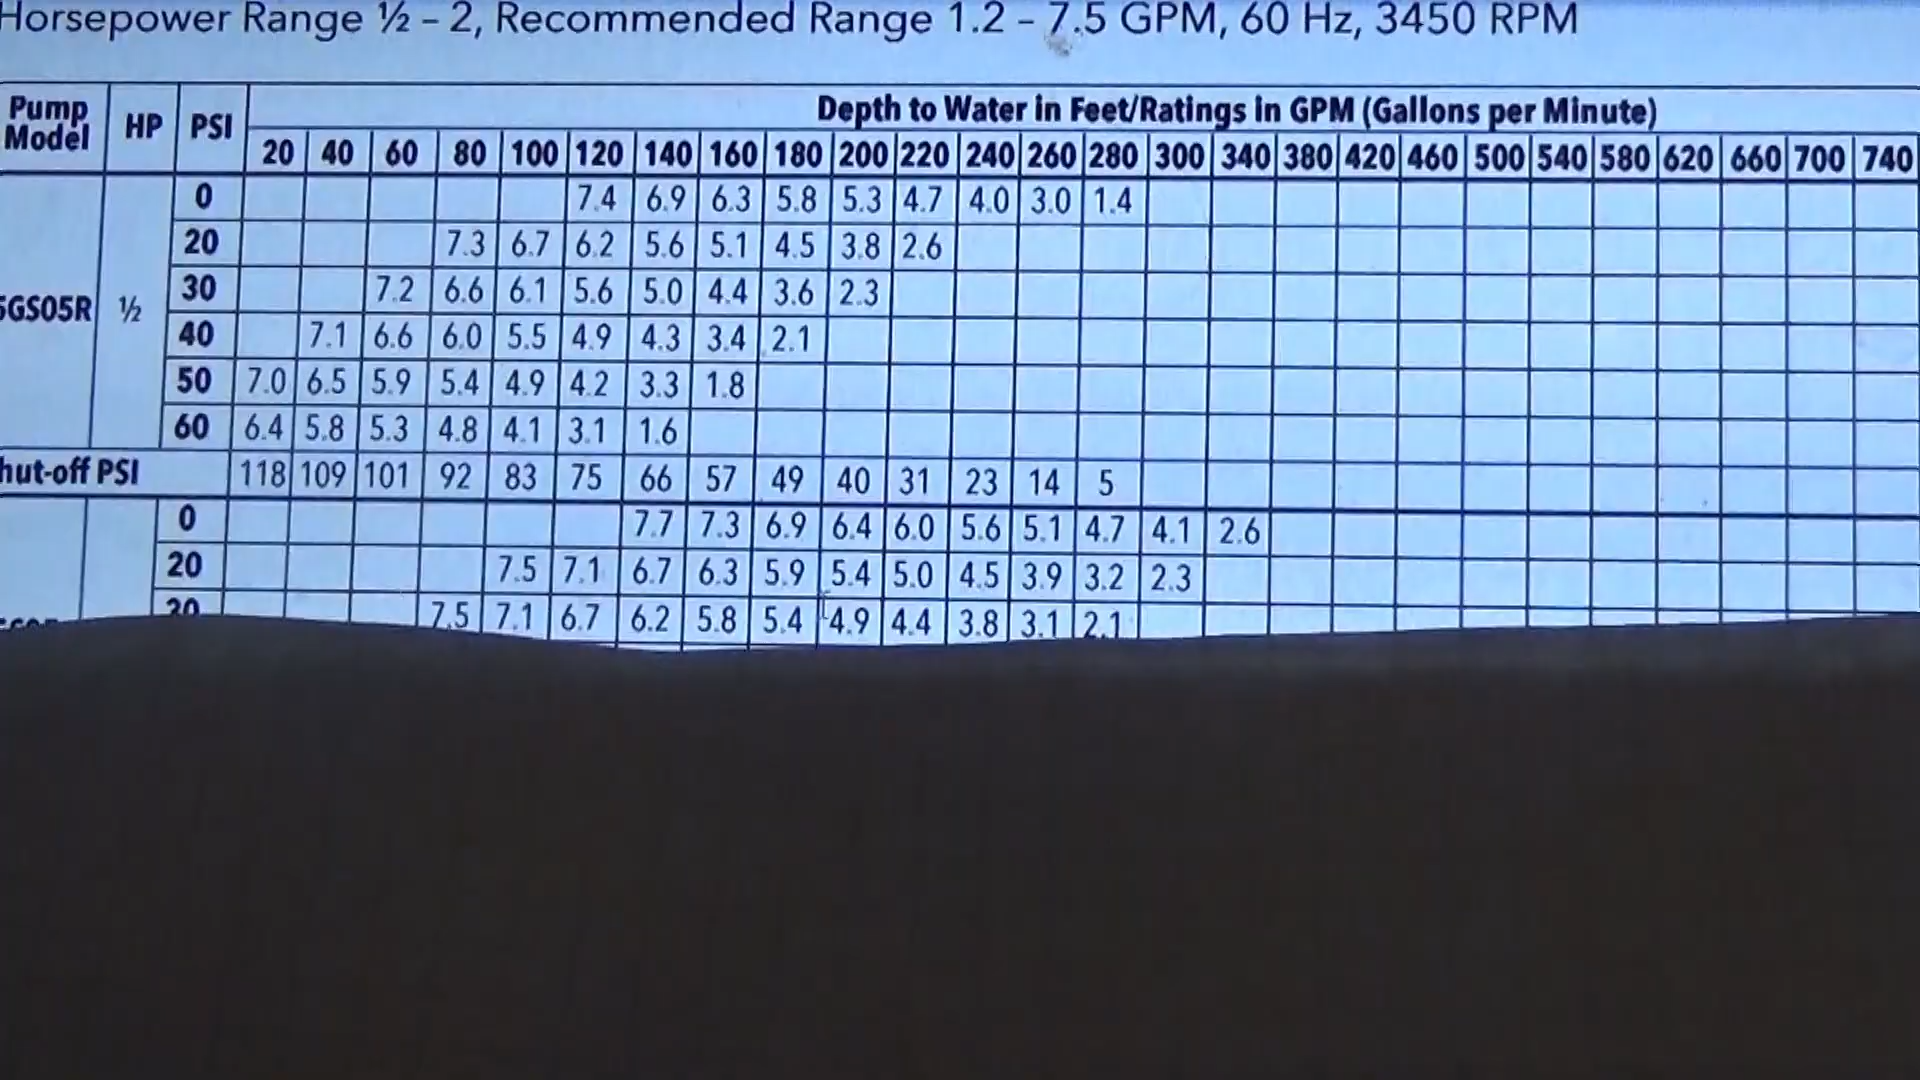 Horsepower Range ½ – 2, Recommended Range 1.2 – 7.5 GPM, 60 Hz, 3450 RPM
Pump Model HP PSI Depth to Water in Feet/Ratings in GPM (Gallons per Minute)
20 40 60 80 100 120 140 160 180 200 220 240 260 280 300 340 380 420 460 500 540 580 620 660 700 740
0 7.4 6.9 6.3 5.8 5.3 4.7 4.0 3.0 1.4
20 7.3 6.7 6.2 5.6 5.1 4.5 3.8 2.6
5GS05R ½ 30 7.2 6.6 6.1 5.6 5.0 4.4 3.6 2.3
40 7.1 6.6 6.0 5.5 4.9 4.3 3.4 2.1
50 7.0 6.5 5.9 5.4 4.9 4.2 3.3 1.8
60 6.4 5.8 5.3 4.8 4.1 3.1 1.6
hut-off PSI 118 109 101 92 83 75 66 57 49 40 31 23 14 5
0 7.7 7.3 6.9 6.4 6.0 5.6 5.1 4.7 4.1 2.6
20 7.5 7.1 6.7 6.3 5.9 5.4 5.0 4.5 3.9 3.2 2.3
7.5 7.1 6.7 6.2 5.8 5.4 4.9 4.4 3.8 3.1 2.1